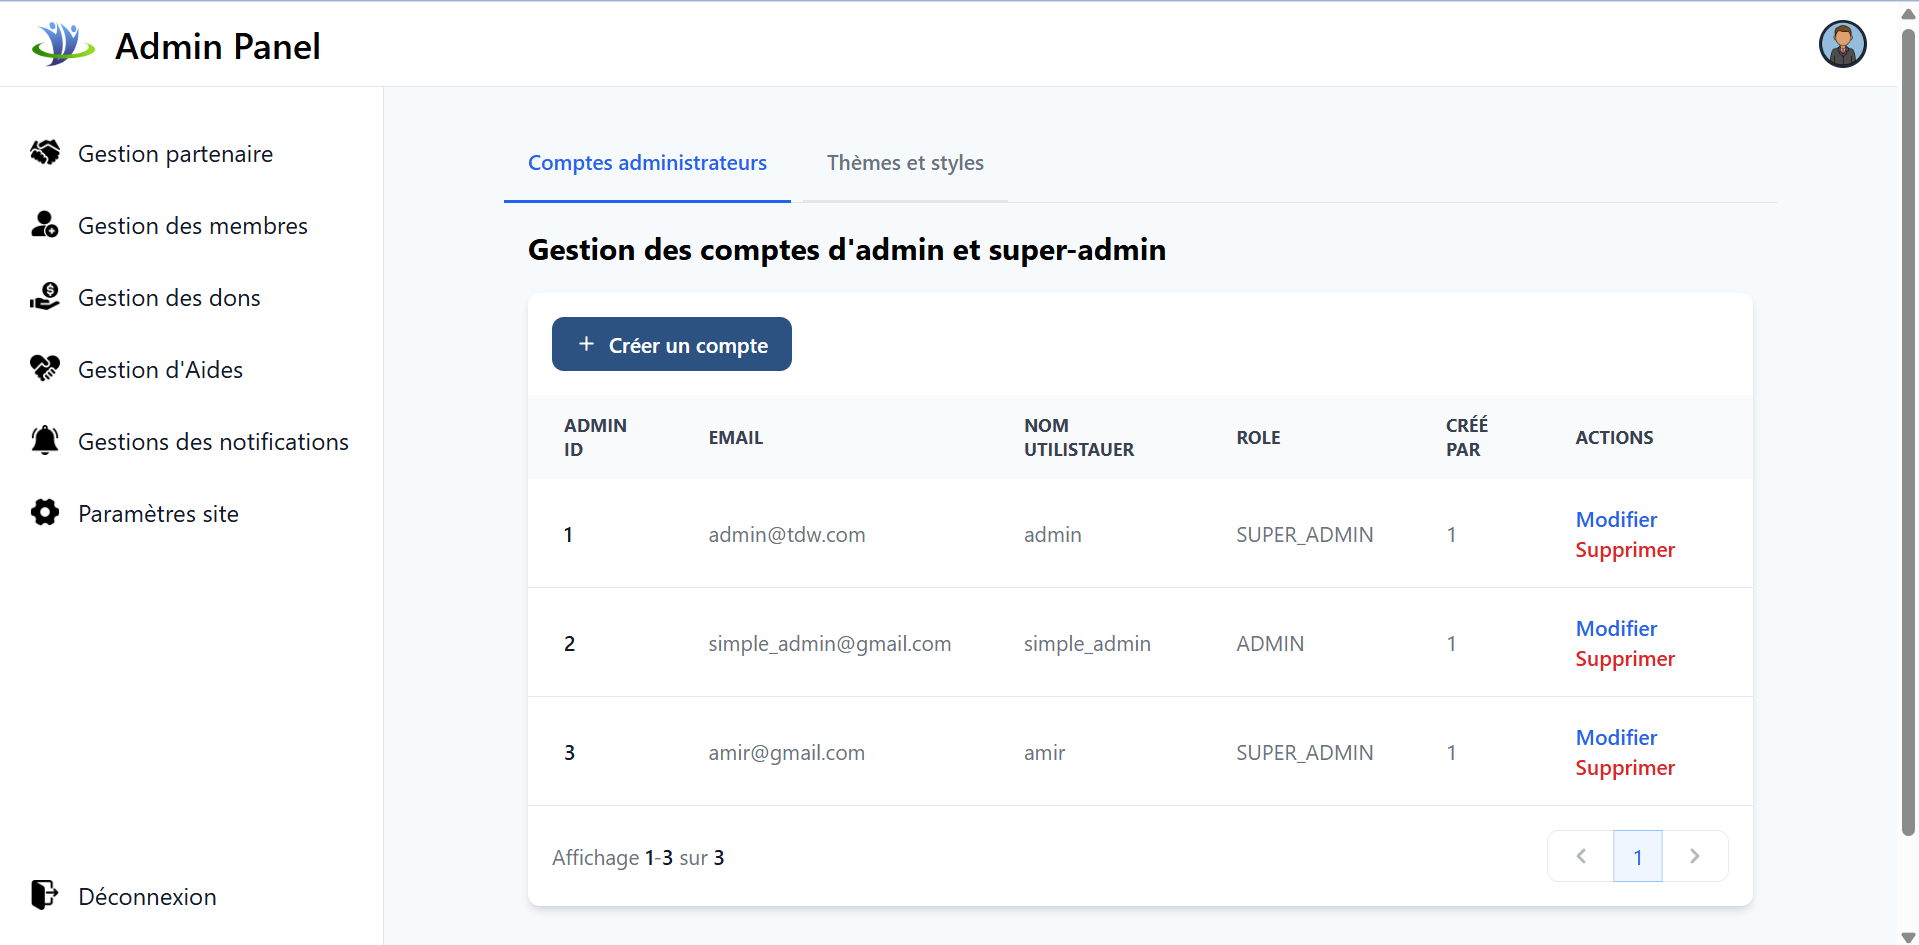 Admin Panel
Gestion partenaire
Gestion des membres
Gestion des dons
Gestion d'Aides
Gestions des notifications
Paramètres site
Déconnexion
Comptes administrateurs
Thèmes et styles
Gestion des comptes d'admin et super-admin
+ Créer un compte
ADMIN ID EMAIL NOM UTILISTAUER ROLE CRÉÉ PAR ACTIONS
1 admin@tdw.com admin SUPER_ADMIN 1 Modifier
Supprimer
2 simple_admin@gmail.com simple_admin ADMIN 1 Modifier
Supprimer
3 amir@gmail.com amir SUPER_ADMIN 1 Modifier
Supprimer
Affichage 1-3 sur 3
1